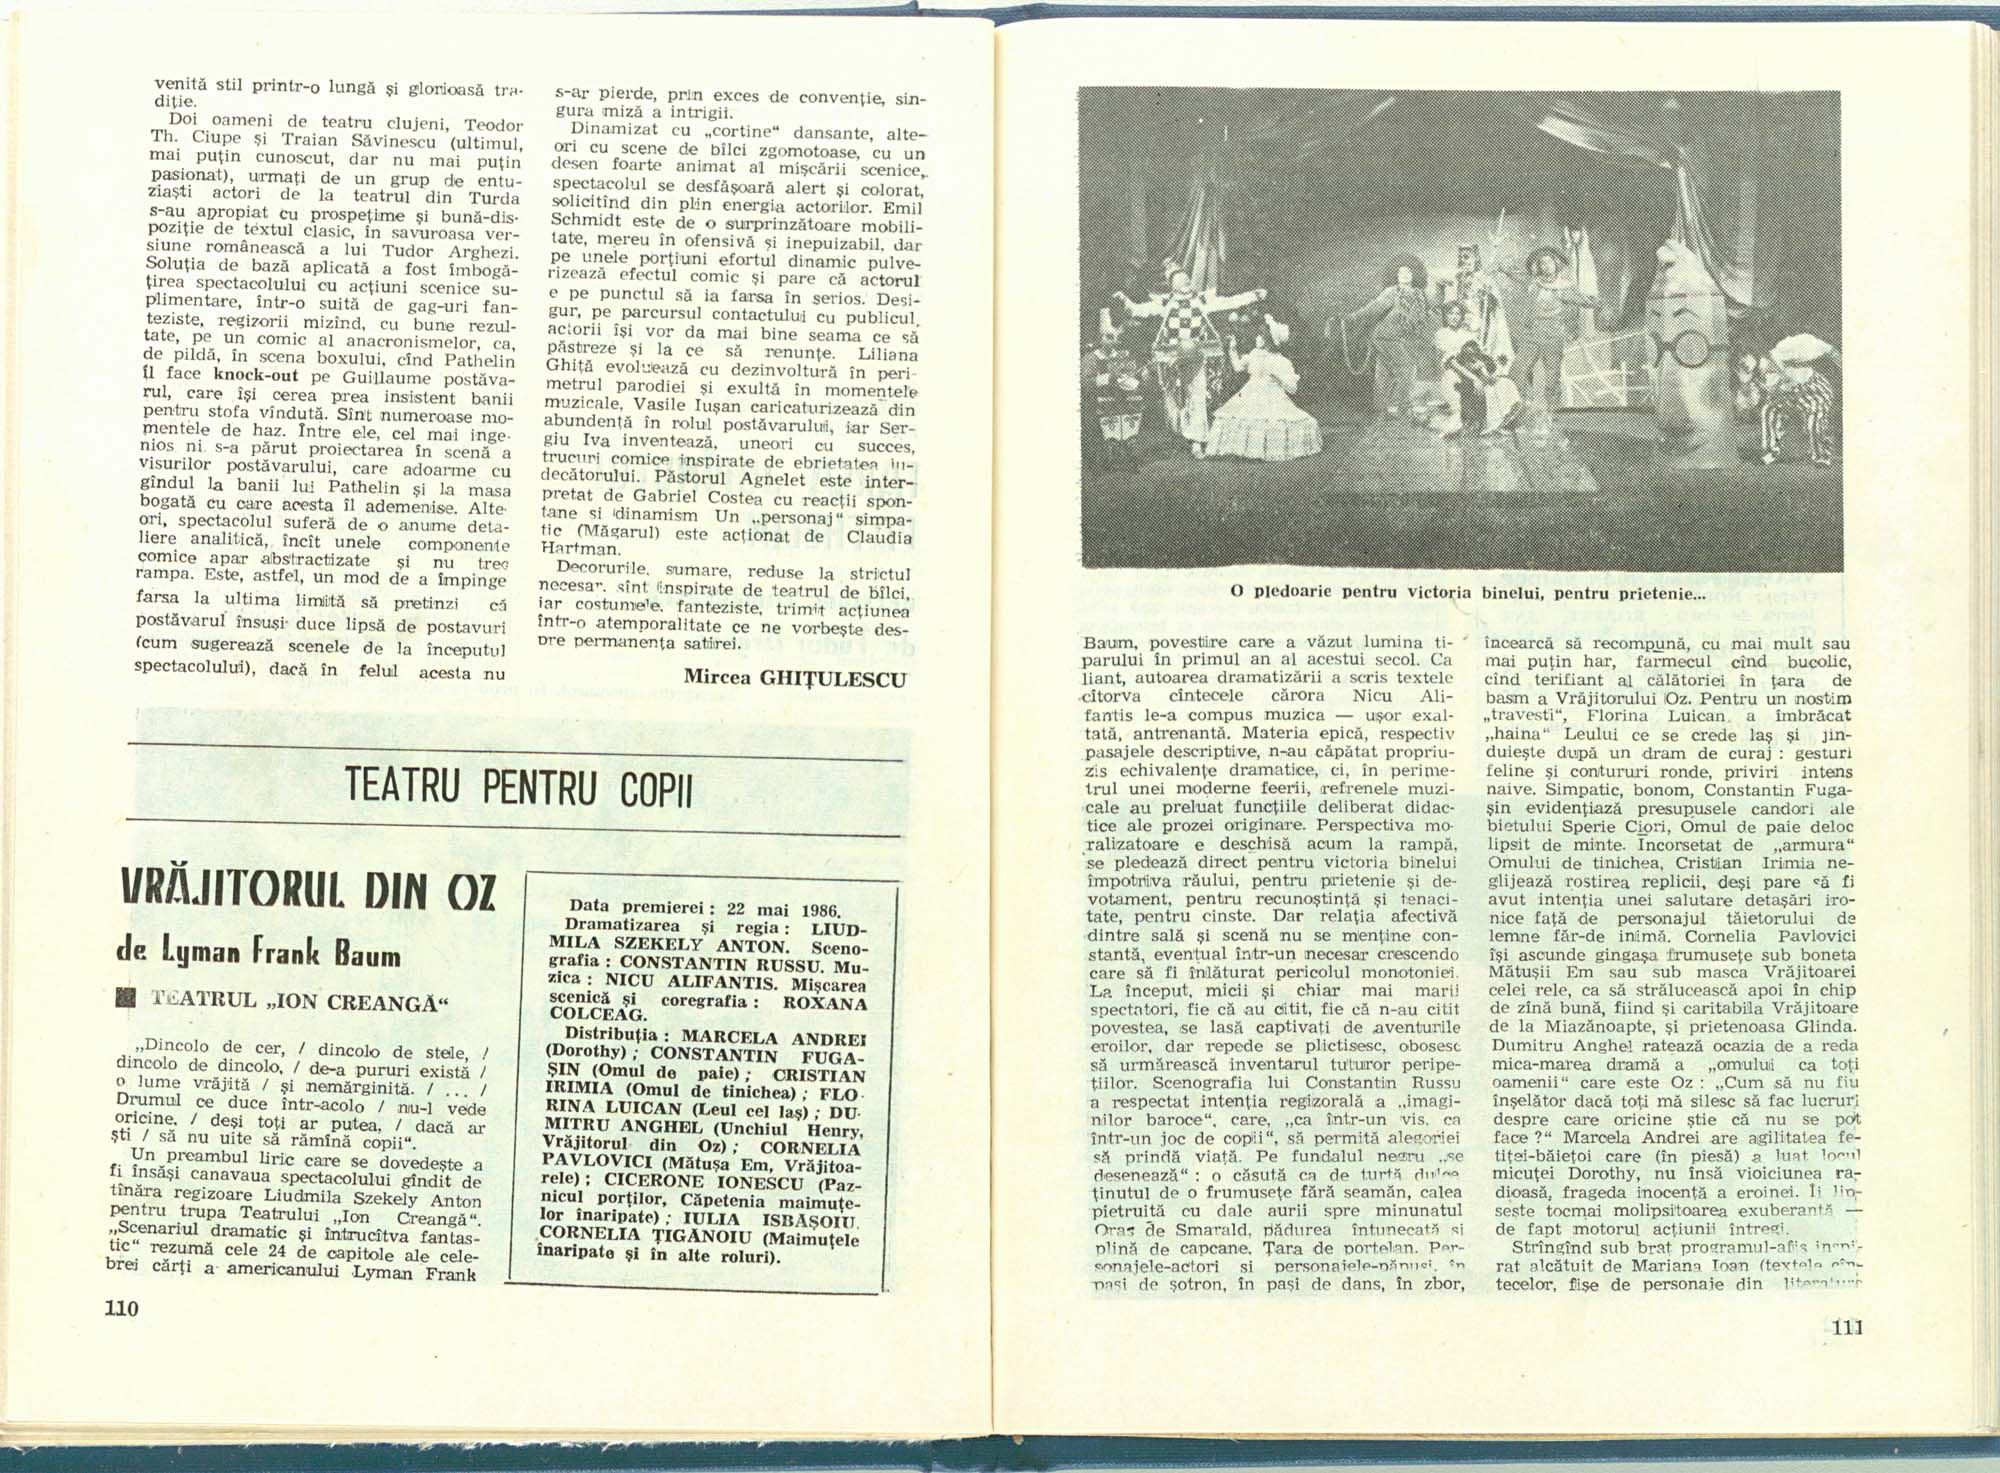 venită stil printr-o lungă și glorioasă tra-
diție.
Doi oameni de teatru clujeni, Teodor
Th. Ciupe și Traian Săvinescu (ultimul,
mai puțin cunoscut, dar nu mai puțin
pasionat), urmați de un grup de entu-
ziaști actori de la teatrul din Turda
s-au apropiat cu prospețime și bună-dis-
poziție de textul clasic, în savuroasa ver-
siune românească a lui Tudor Arghezi.
Soluția de bază aplicată a fost îmbogă-
țirea spectacolului cu acțiuni scenice su-
plimentare, într-o suită de gag-uri fan-
teziste, regizorii mizînd, cu bune rezul-
tate, pe un comic al anacronismelor, ca,
de pildă, în scena boxului, cînd Pathelin
îl face knock-out pe Guillaume postăva-
rul, care își cerea prea insistent banii
pentru stofa vîndută. Sînt numeroase mo-
mentele de haz. Între ele, cel mai inge-
nios ni s-a părut proiectarea în scenă a
visurilor postăvarului, care adoarme cu
gîndul la banii lui Pathelin și la masa
bogată cu care acesta îl ademenise. Alte-
ori, spectacolul suferă de o anume deta-
liere analitică, încît unele componente
comice apar abstractizate și nu trec
rampa. Este, astfel, un mod de a împinge
farsa la ultima limită să pretinzi că
postăvarul însuși duce lipsă de postavuri
(cum sugerează scenele de la începutul
spectacolului), dacă în felul acesta nu
s-ar pierde, prin exces de convenție, sin-
gura miză a intrigii.
Dinamizat cu „cortine“ dansante, alte-
ori cu scene de bîlci zgomotoase, cu un
desen foarte animat al mișcării scenice,
spectacolul se desfășoară alert și colorat,
solicitînd din plin energia actorilor. Emil
Schmidt este de o surprinzătoare mobili-
tate, mereu în ofensivă și inepuizabil, dar
pe unele porțiuni efortul dinamic pulve-
rizează efectul comic și pare că actorul
e pe punctul să ia farsa în serios. Desi-
gur, pe parcursul contactului cu publicul,
actorii își vor da mai bine seama ce să
păstreze și la ce să renunțe. Liliana
Ghiță evoluează cu dezinvoltură în peri-
metrul parodiei și exultă în momentele
muzicale, Vasile Iușan caricaturizează din
abundență în rolul postăvarului, iar Ser-
giu Iva inventează, uneori cu succes,
trucuri comice inspirate de ebrietatea ju-
decătorului. Păstorul Agnelet este inter-
pretat de Gabriel Costea cu reacții spon-
tane si dinamism Un „personaj“ simpa-
tic (Măgarul) este acționat de Claudia
Hartman.
Decorurile, sumare, reduse la strictul
necesar, sînt inspirate de teatrul de bîlci,
iar costumele, fanteziste, trimit acțiunea
într-o atemporalitate ce ne vorbește des-
pre permanența satirei.
Mircea GHIȚULESCU
TEATRU PENTRU COPII
VRĂJITORUL DIN OZ
de Lyman Frank Baum
■ TEATRUL „ION CREANGĂ“
„Dincolo de cer, / dincolo de stele, /
dincolo de dincolo, / de-a pururi există /
o lume vrăjită / și nemărginită. / ... /
Drumul ce duce într-acolo / nu-l vede
oricine, / deși toți ar putea, / dacă ar
ști / să nu uite să rămînă copii“.
Un preambul liric care se dovedește a
fi însăși canavaua spectacolului gîndit de
tînăra regizoare Liudmila Szekely Anton
pentru trupa Teatrului „Ion Creangă“.
„Scenariul dramatic și întrucîtva fantas-
tic“ rezumă cele 24 de capitole ale cele-
brei cărți a americanului Lyman Frank
Data premierei : 22 mai 1986.
Dramatizarea și regia : LIUD-
MILA SZEKELY ANTON. Sceno-
grafia : CONSTANTIN RUSSU. Mu-
zica : NICU ALIFANTIS. Mișcarea
scenică și coregrafia : ROXANA
COLCEAG.
Distribuția : MARCELA ANDREI
(Dorothy) ; CONSTANTIN FUGA-
ȘIN (Omul de paie) ; CRISTIAN
IRIMIA (Omul de tinichea) ; FLO-
RINA LUICAN (Leul cel laș) ; DU-
MITRU ANGHEL (Unchiul Henry,
Vrăjitorul din Oz) ; CORNELIA
PAVLOVICI (Mătușa Em, Vrăjitoa-
rele) ; CICERONE IONESCU (Paz-
nicul porților, Căpetenia maimuțe-
lor înaripate) ; IULIA ISBĂȘOIU,
CORNELIA ȚIGĂNOIU (Maimuțele
înaripate și în alte roluri).
110
O pledoarie pentru victoria binelui, pentru prietenie...
Baum, povestire care a văzut lumina ti-
parului în primul an al acestui secol. Ca
liant, autoarea dramatizării a scris textele
cîtorva cîntecele cărora Nicu Ali-
fantis le-a compus muzica — ușor exal-
tată, antrenantă. Materia epică, respectiv
pasajele descriptive, n-au căpătat propriu-
zis echivalențe dramatice, ci, în perime-
trul unei moderne feerii, refrenele muzi-
cale au preluat funcțiile deliberat didac-
tice ale prozei originare. Perspectiva mo-
ralizatoare e deschisă acum la rampă,
se pledează direct pentru victoria binelui
împotriva răului, pentru prietenie și de-
votament, pentru recunoștință și tenaci-
tate, pentru cinste. Dar relația afectivă
dintre sală și scenă nu se menține con-
stantă, eventual într-un necesar crescendo
care să fi înlăturat pericolul monotoniei.
La început, micii și chiar mai marii
spectatori, fie că au citit, fie că n-au citit
povestea, se lasă captivați de aventurile
eroilor, dar repede se plictisesc, obosesc
să urmărească inventarul tuturor peripe-
țiilor. Scenografia lui Constantin Russu
a respectat intenția regizorală a „imagi-
nilor baroce“, care, „ca într-un vis, ca
într-un joc de copii“, să permită alegoriei
să prindă viață. Pe fundalul negru „se
desenează“ : o căsuță ca de turtă dulce
ținutul de o frumusețe fără seamăn, calea
pietruită cu dale aurii spre minunatul
Oraș de Smarald, pădurea întunecată și
plină de capcane, Țara de porțelan. Per-
sonajele-actori și personajele-păpuși, în
pași de șotron, în pași de dans, în zbor,
încearcă să recompună, cu mai mult sau
mai puțin har, farmecul cînd bucolic,
cînd terifiant al călătoriei în țara de
basm a Vrăjitorului Oz. Pentru un nostim
„travesti“, Florina Luican a îmbrăcat
„haina“ Leului ce se crede laș și jin-
duiește după un dram de curaj : gesturi
feline și contururi ronde, priviri intens
naive. Simpatic, bonom, Constantin Fuga-
șin evidențiază presupusele candori ale
bietului Sperie Ciori, Omul de paie deloc
lipsit de minte. Încorsetat de „armura“
Omului de tinichea, Cristian Irimia ne-
glijează rostirea replicii, deși pare să fi
avut intenția unei salutare detașări iro-
nice față de personajul tăietorului de
lemne făr-de inimă. Cornelia Pavlovici
își ascunde gingașa frumusețe sub boneta
Mătușii Em sau sub masca Vrăjitoarei
celei rele, ca să strălucească apoi în chip
de zînă bună, fiind și caritabila Vrăjitoare
de la Miazănoapte, și prietenoasa Glinda.
Dumitru Anghel ratează ocazia de a reda
mica-marea dramă a „omului ca toți
oamenii“ care este Oz : „Cum să nu fiu
înșelător dacă toți mă silesc să fac lucruri
despre care oricine știe că nu se pot
face ?“ Marcela Andrei are agilitatea fe-
tiței-băiețoi care (în piesă) a luat locul
micuței Dorothy, nu însă vioiciunea ra-
dioasă, frageda inocență a eroinei. Îi lip-
sește tocmai molipsitoarea exuberanță —
de fapt motorul acțiunii întregi.
Strîngînd sub braț programul-afiș inspi-
rat alcătuit de Mariana Ioan (textele cîn-
tecelor, fișe de personaje din literatura
111